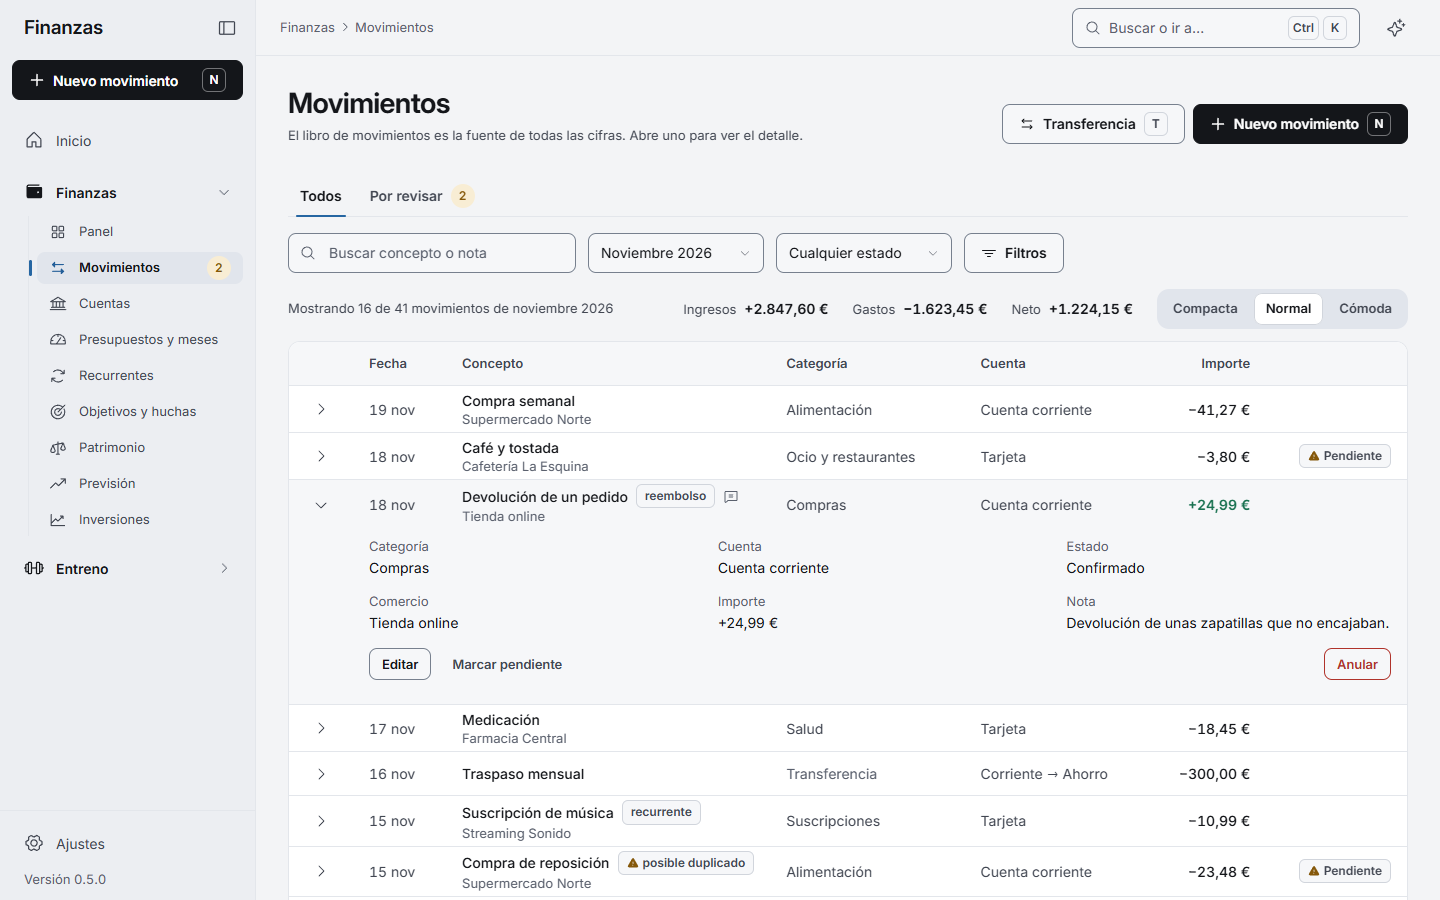 Finanzas
Nuevo movimiento N
Inicio
Finanzas
Panel
Movimientos 2
Cuentas
Presupuestos y meses
Recurrentes
Objetivos y huchas
Patrimonio
Previsión
Inversiones
Entreno
Ajustes
Versión 0.5.0
Finanzas > Movimientos
Buscar o ir a... Ctrl K
Movimientos
El libro de movimientos es la fuente de todas las cifras. Abre uno para ver el detalle.
Transferencia T
Nuevo movimiento N
Todos Por revisar 2
Buscar concepto o nota
Noviembre 2026
Cualquier estado
Filtros
Mostrando 16 de 41 movimientos de noviembre 2026
Ingresos +2.847,60 € Gastos −1.623,45 € Neto +1.224,15 €
Compacta Normal Cómoda
Fecha Concepto Categoría Cuenta Importe
19 nov Compra semanal Alimentación Cuenta corriente −41,27 €
Supermercado Norte
18 nov Café y tostada Ocio y restaurantes Tarjeta −3,80 € Pendiente
Cafetería La Esquina
18 nov Devolución de un pedido reembolso Compras Cuenta corriente +24,99 €
Tienda online
Categoría Cuenta Estado
Compras Cuenta corriente Confirmado
Comercio Importe Nota
Tienda online +24,99 € Devolución de unas zapatillas que no encajaban.
Editar Marcar pendiente Anular
17 nov Medicación Salud Tarjeta −18,45 €
Farmacia Central
16 nov Traspaso mensual Transferencia Corriente → Ahorro −300,00 €
15 nov Suscripción de música recurrente Suscripciones Tarjeta −10,99 €
Streaming Sonido
15 nov Compra de reposición posible duplicado Alimentación Cuenta corriente −23,48 € Pendiente
Supermercado Norte